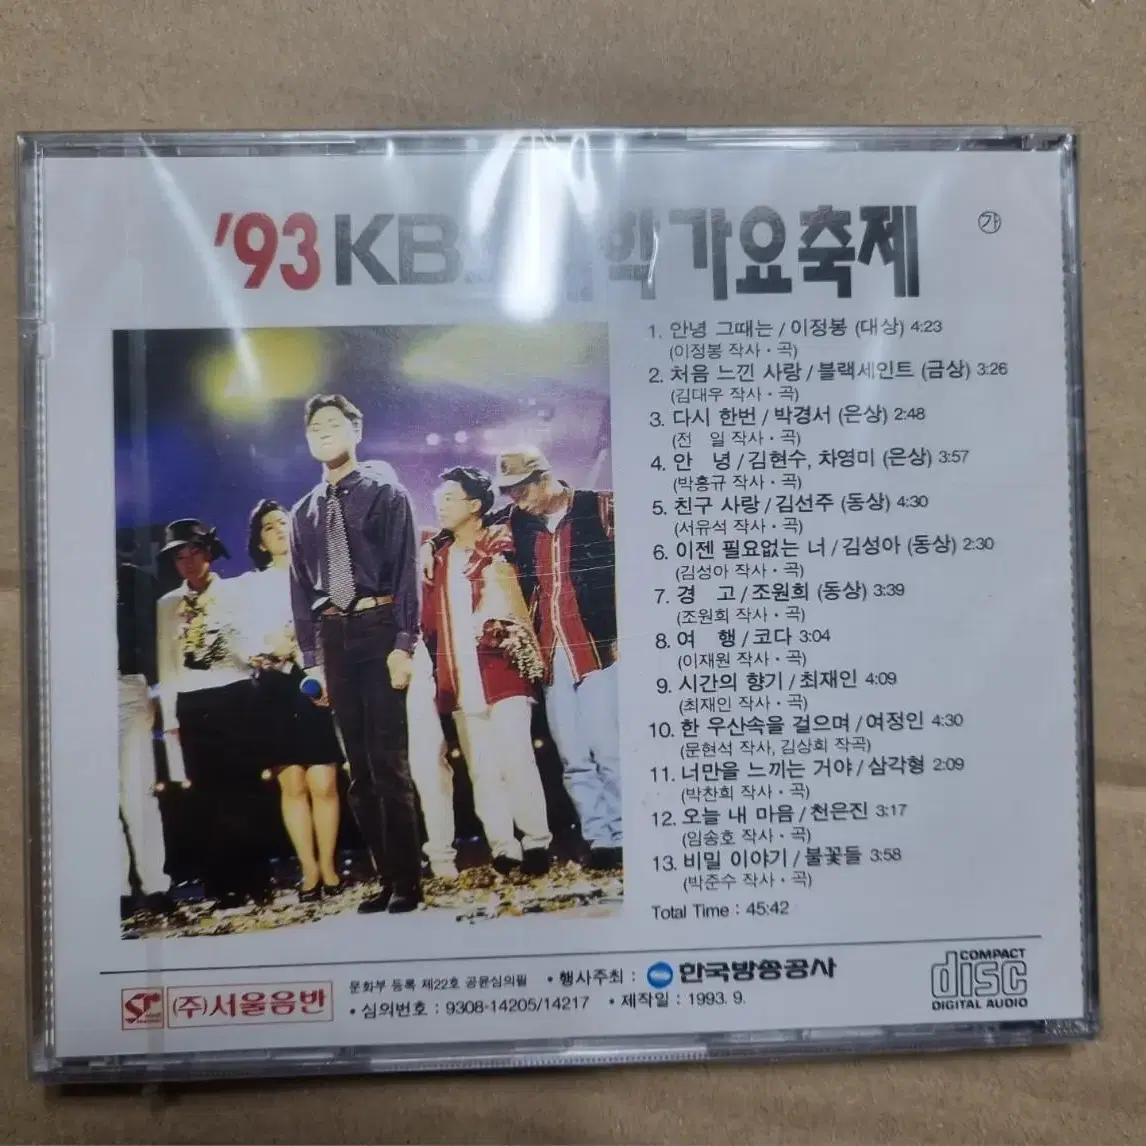 '93 KBS 대학가요축제
가
1. 안녕 그때는 / 이정봉 (대상) 4:23
(이정봉 작사·곡)
2. 처음 느낀 사랑 / 블랙세인트 (금상) 3:26
(김대우 작사·곡)
3. 다시 한번 / 박경서 (은상) 2:48
(전 일 작사·곡)
4. 안 녕 / 김현수, 차영미 (은상) 3:57
(박홍규 작사·곡)
5. 친구 사랑 / 김선주 (동상) 4:30
(서유석 작사·곡)
6. 이젠 필요없는 너 / 김성아 (동상) 2:30
(김성아 작사·곡)
7. 경 고 / 조원희 (동상) 3:39
(조원희 작사·곡)
8. 여 행 / 코다 3:04
(이재원 작사·곡)
9. 시간의 향기 / 최재인 4:09
(최재인 작사·곡)
10. 한 우산속을 걸으며 / 여정인 4:30
(문현석 작사, 김상희 작곡)
11. 너만을 느끼는 거야 / 삼각형 2:09
(박찬희 작사·곡)
12. 오늘 내 마음 / 천은진 3:17
(임송호 작사·곡)
13. 비밀 이야기 / 불꽃들 3:58
(박준수 작사·곡)
Total Time : 45:42
(주)서울음반
문화부 등록 제22호 공윤심의필 • 행사주최 : 한국방송공사
• 심의번호 : 9308-14205/14217 • 제작일 : 1993. 9.
COMPACT
disc
DIGITAL AUDIO